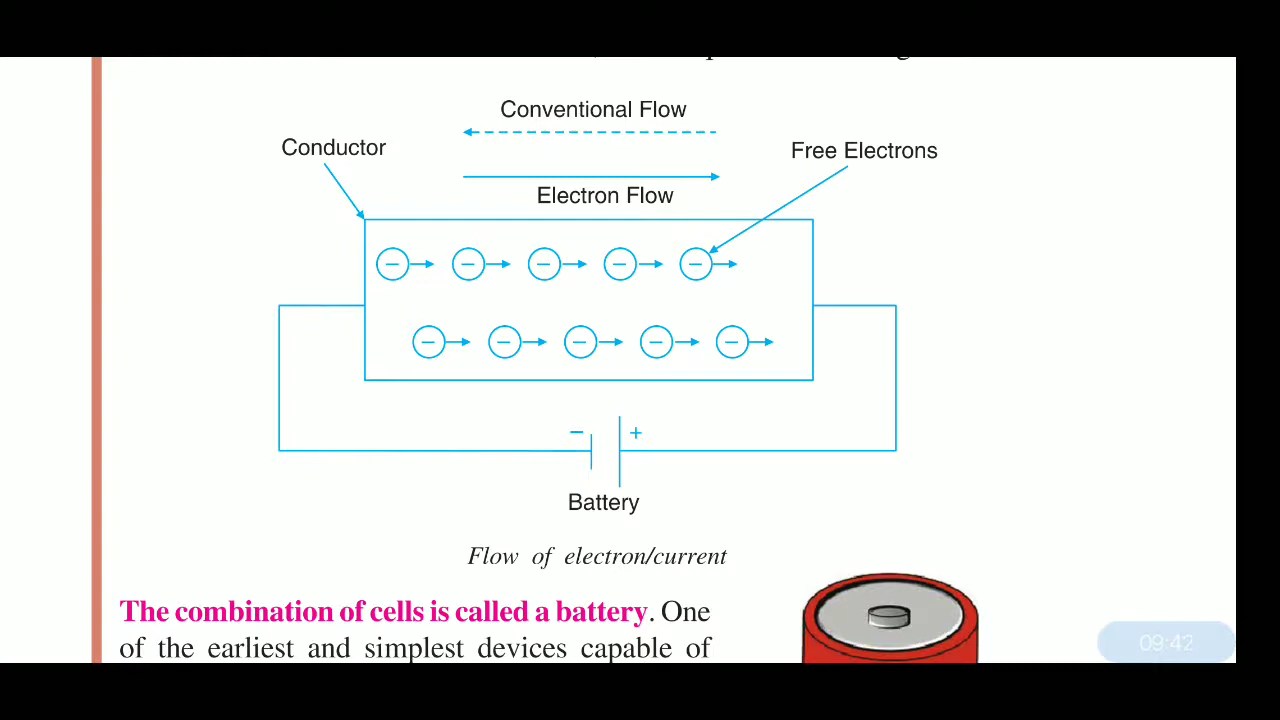 Conventional Flow
Conductor
Free Electrons
Electron Flow
− +
Battery
Flow of electron/current
The combination of cells is called a battery. One
of the earliest and simplest devices capable of
09:42